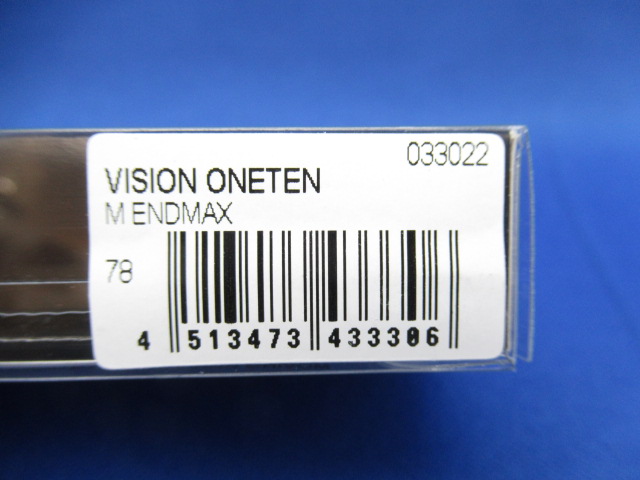 033022
VISION ONETEN
M ENDMAX
78
4 513473 433306